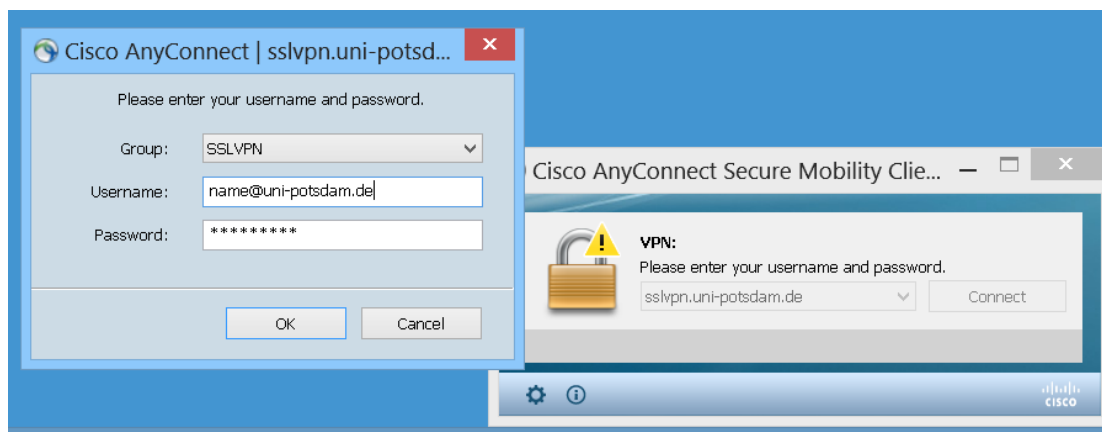 Cisco AnyConnect | sslvpn.uni-potsd...
Please enter your username and password.
Group: SSLVPN
Username: name@uni-potsdam.de
Password: *********
OK Cancel
Cisco AnyConnect Secure Mobility Clie...
VPN:
Please enter your username and password.
sslvpn.uni-potsdam.de Connect
cisco